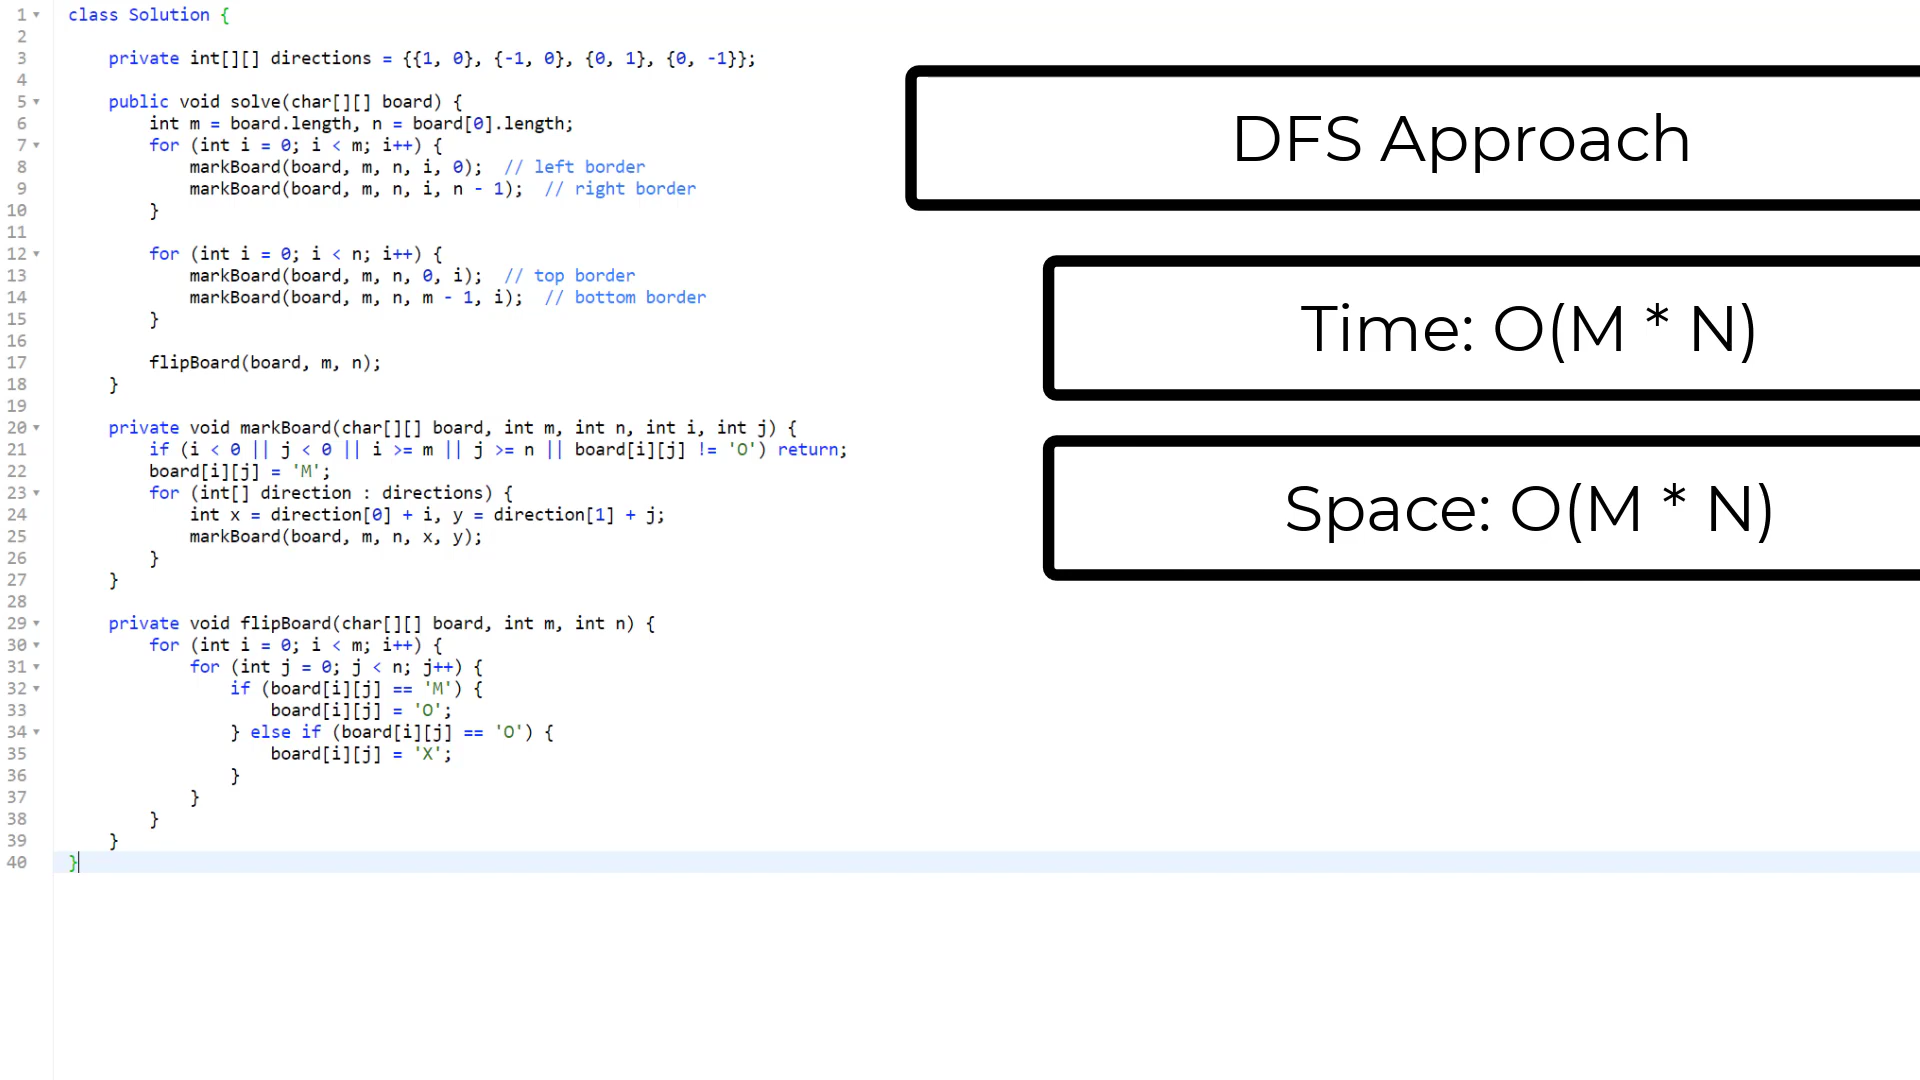 1 class Solution {
2
3     private int[][] directions = {{1, 0}, {-1, 0}, {0, 1}, {0, -1}};
4
5     public void solve(char[][] board) {
6         int m = board.length, n = board[0].length;
7         for (int i = 0; i < m; i++) {
8             markBoard(board, m, n, i, 0);  // left border
9             markBoard(board, m, n, i, n - 1);  // right border
10         }
11
12         for (int i = 0; i < n; i++) {
13             markBoard(board, m, n, 0, i);  // top border
14             markBoard(board, m, n, m - 1, i);  // bottom border
15         }
16
17         flipBoard(board, m, n);
18     }
19
20     private void markBoard(char[][] board, int m, int n, int i, int j) {
21         if (i < 0 || j < 0 || i >= m || j >= n || board[i][j] != 'O') return;
22         board[i][j] = 'M';
23         for (int[] direction : directions) {
24             int x = direction[0] + i, y = direction[1] + j;
25             markBoard(board, m, n, x, y);
26         }
27     }
28
29     private void flipBoard(char[][] board, int m, int n) {
30         for (int i = 0; i < m; i++) {
31             for (int j = 0; j < n; j++) {
32                 if (board[i][j] == 'M') {
33                     board[i][j] = 'O';
34                 } else if (board[i][j] == 'O') {
35                     board[i][j] = 'X';
36                 }
37             }
38         }
39     }
40 }
DFS Approach
Time: O(M * N)
Space: O(M * N)